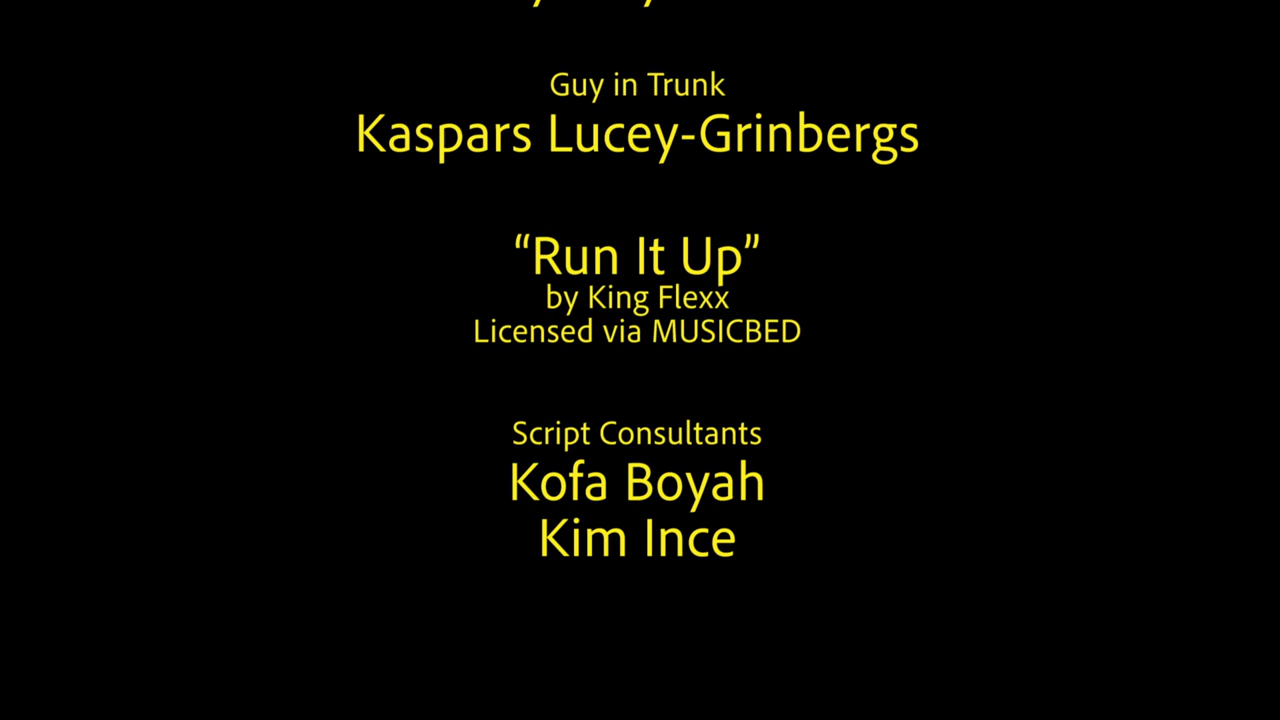 Guy in Trunk
Kaspars Lucey-Grinbergs
“Run It Up”
by King Flexx
Licensed via MUSICBED
Script Consultants
Kofa Boyah
Kim Ince